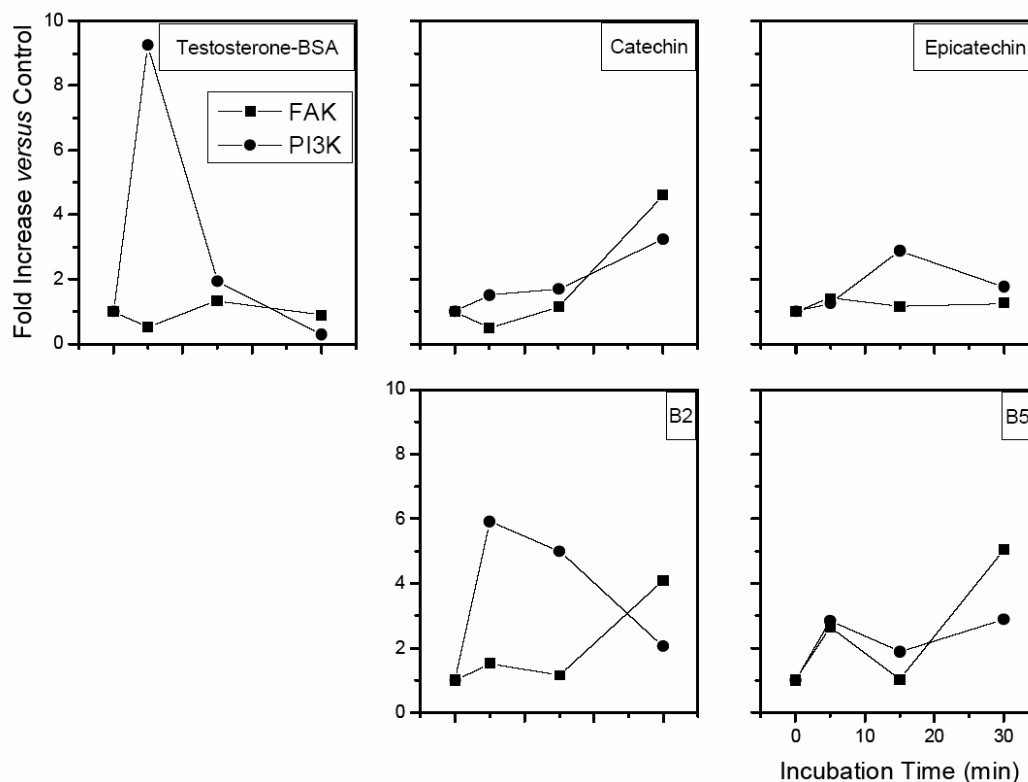 Fold Increase versus Control
10
8
6
4
2
0
Testosterone-BSA
FAK
PI3K
Catechin
Epicatechin
10
8
6
4
2
0
B2
B5
0 10 20 30
Incubation Time (min)